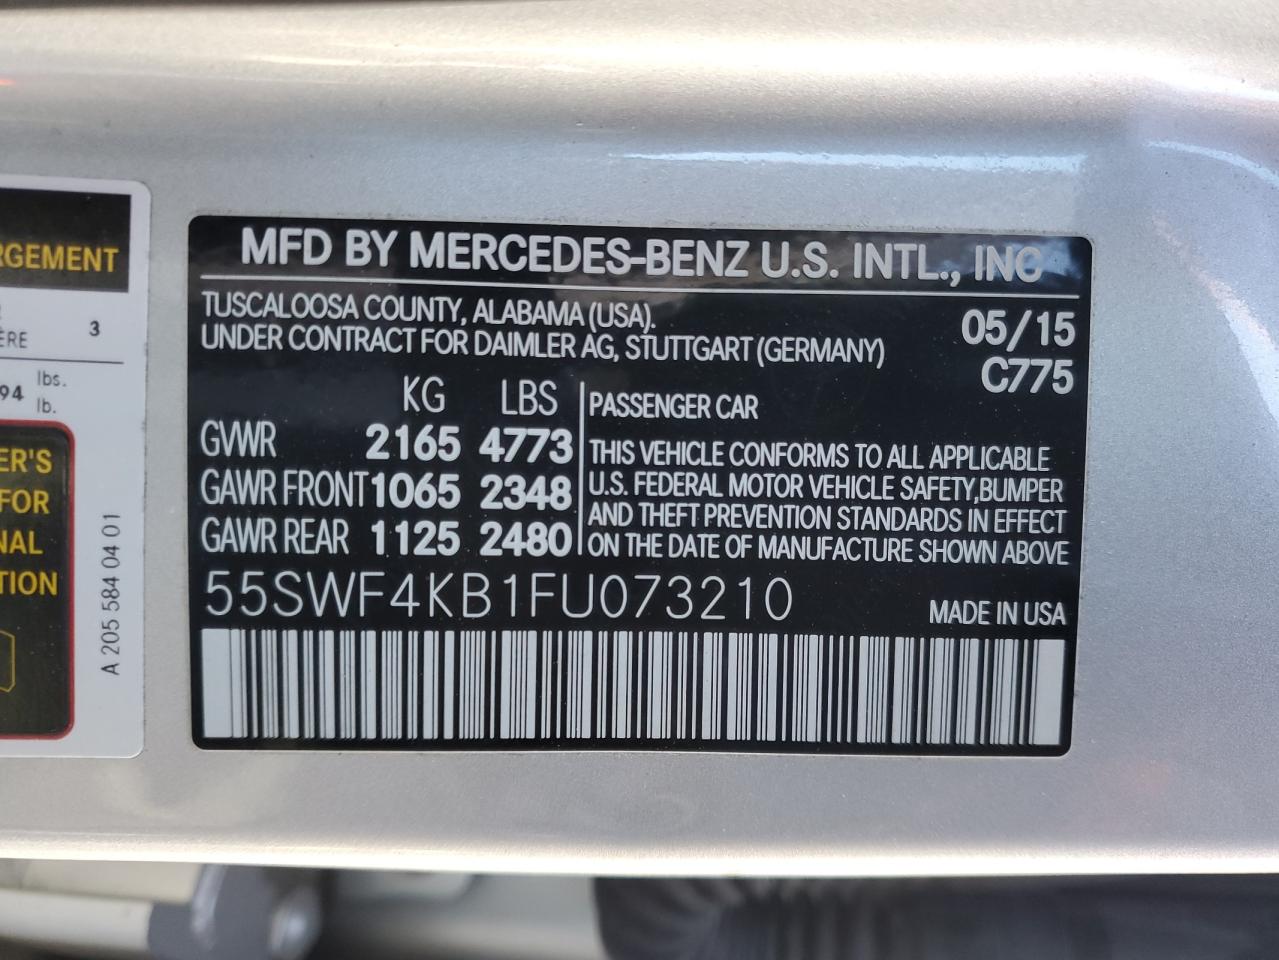 RGEMENT
3
ÈRE
94 lbs.
lb.
ER'S
FOR
NAL
TION
A 205 584 04 01
MFD BY MERCEDES-BENZ U.S. INTL., INC
TUSCALOOSA COUNTY, ALABAMA (USA).
UNDER CONTRACT FOR DAIMLER AG, STUTTGART (GERMANY)
05/15
C775
KG LBS
GVWR 2165 4773
GAWR FRONT 1065 2348
GAWR REAR 1125 2480
PASSENGER CAR
THIS VEHICLE CONFORMS TO ALL APPLICABLE
U.S. FEDERAL MOTOR VEHICLE SAFETY,BUMPER
AND THEFT PREVENTION STANDARDS IN EFFECT
ON THE DATE OF MANUFACTURE SHOWN ABOVE
55SWF4KB1FU073210
MADE IN USA